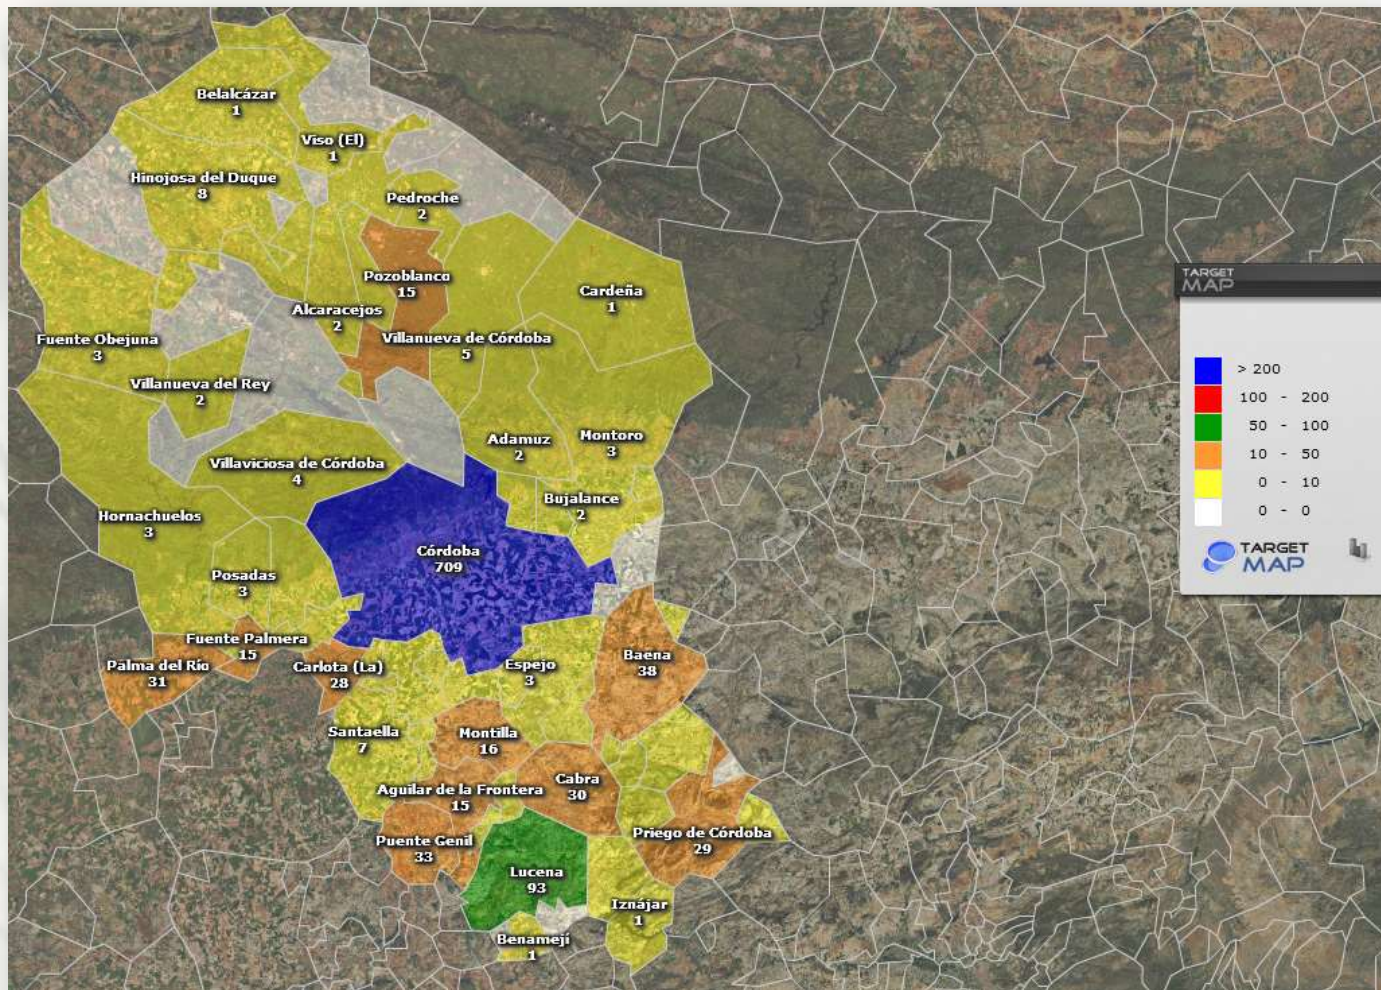 Belalcázar
1
Viso (El)
1
Hinojosa del Duque
8
Pedroche
2
Pozoblanco
15
Cardeña
1
Alcaracejos
2
Villanueva de Córdoba
5
Fuente Obejuna
3
Villanueva del Rey
2
Adamuz
2
Montoro
3
Villaviciosa de Córdoba
4
Bujalance
2
Hornachuelos
3
Córdoba
709
Posadas
3
Fuente Palmera
15
Palma del Río
31
Carlota (La)
28
Espejo
3
Baena
38
Santaella
7
Montilla
16
Aguilar de la Frontera
15
Cabra
30
Puente Genil
33
Priego de Córdoba
29
Lucena
93
Iznájar
1
Benamejí
1
TARGET
MAP
> 200
100 - 200
50 - 100
10 - 50
0 - 10
0 - 0
TARGET
MAP